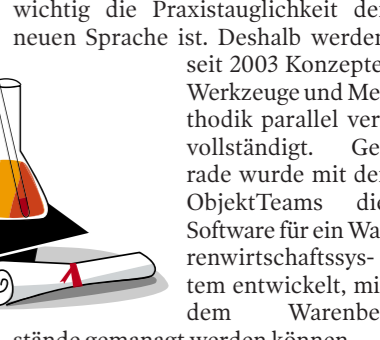 wichtig die Praxistauglichkeit der
neuen Sprache ist. Deshalb werden
seit 2003 Konzepte
Werkzeuge und Me
thodik parallel ver
vollständigt. Ge
rade wurde mit der
ObjektTeams die
Software für ein Wa
renwirtschaftssys-
tem entwickelt, mi
dem Warenbe
stände gemanagt werden können